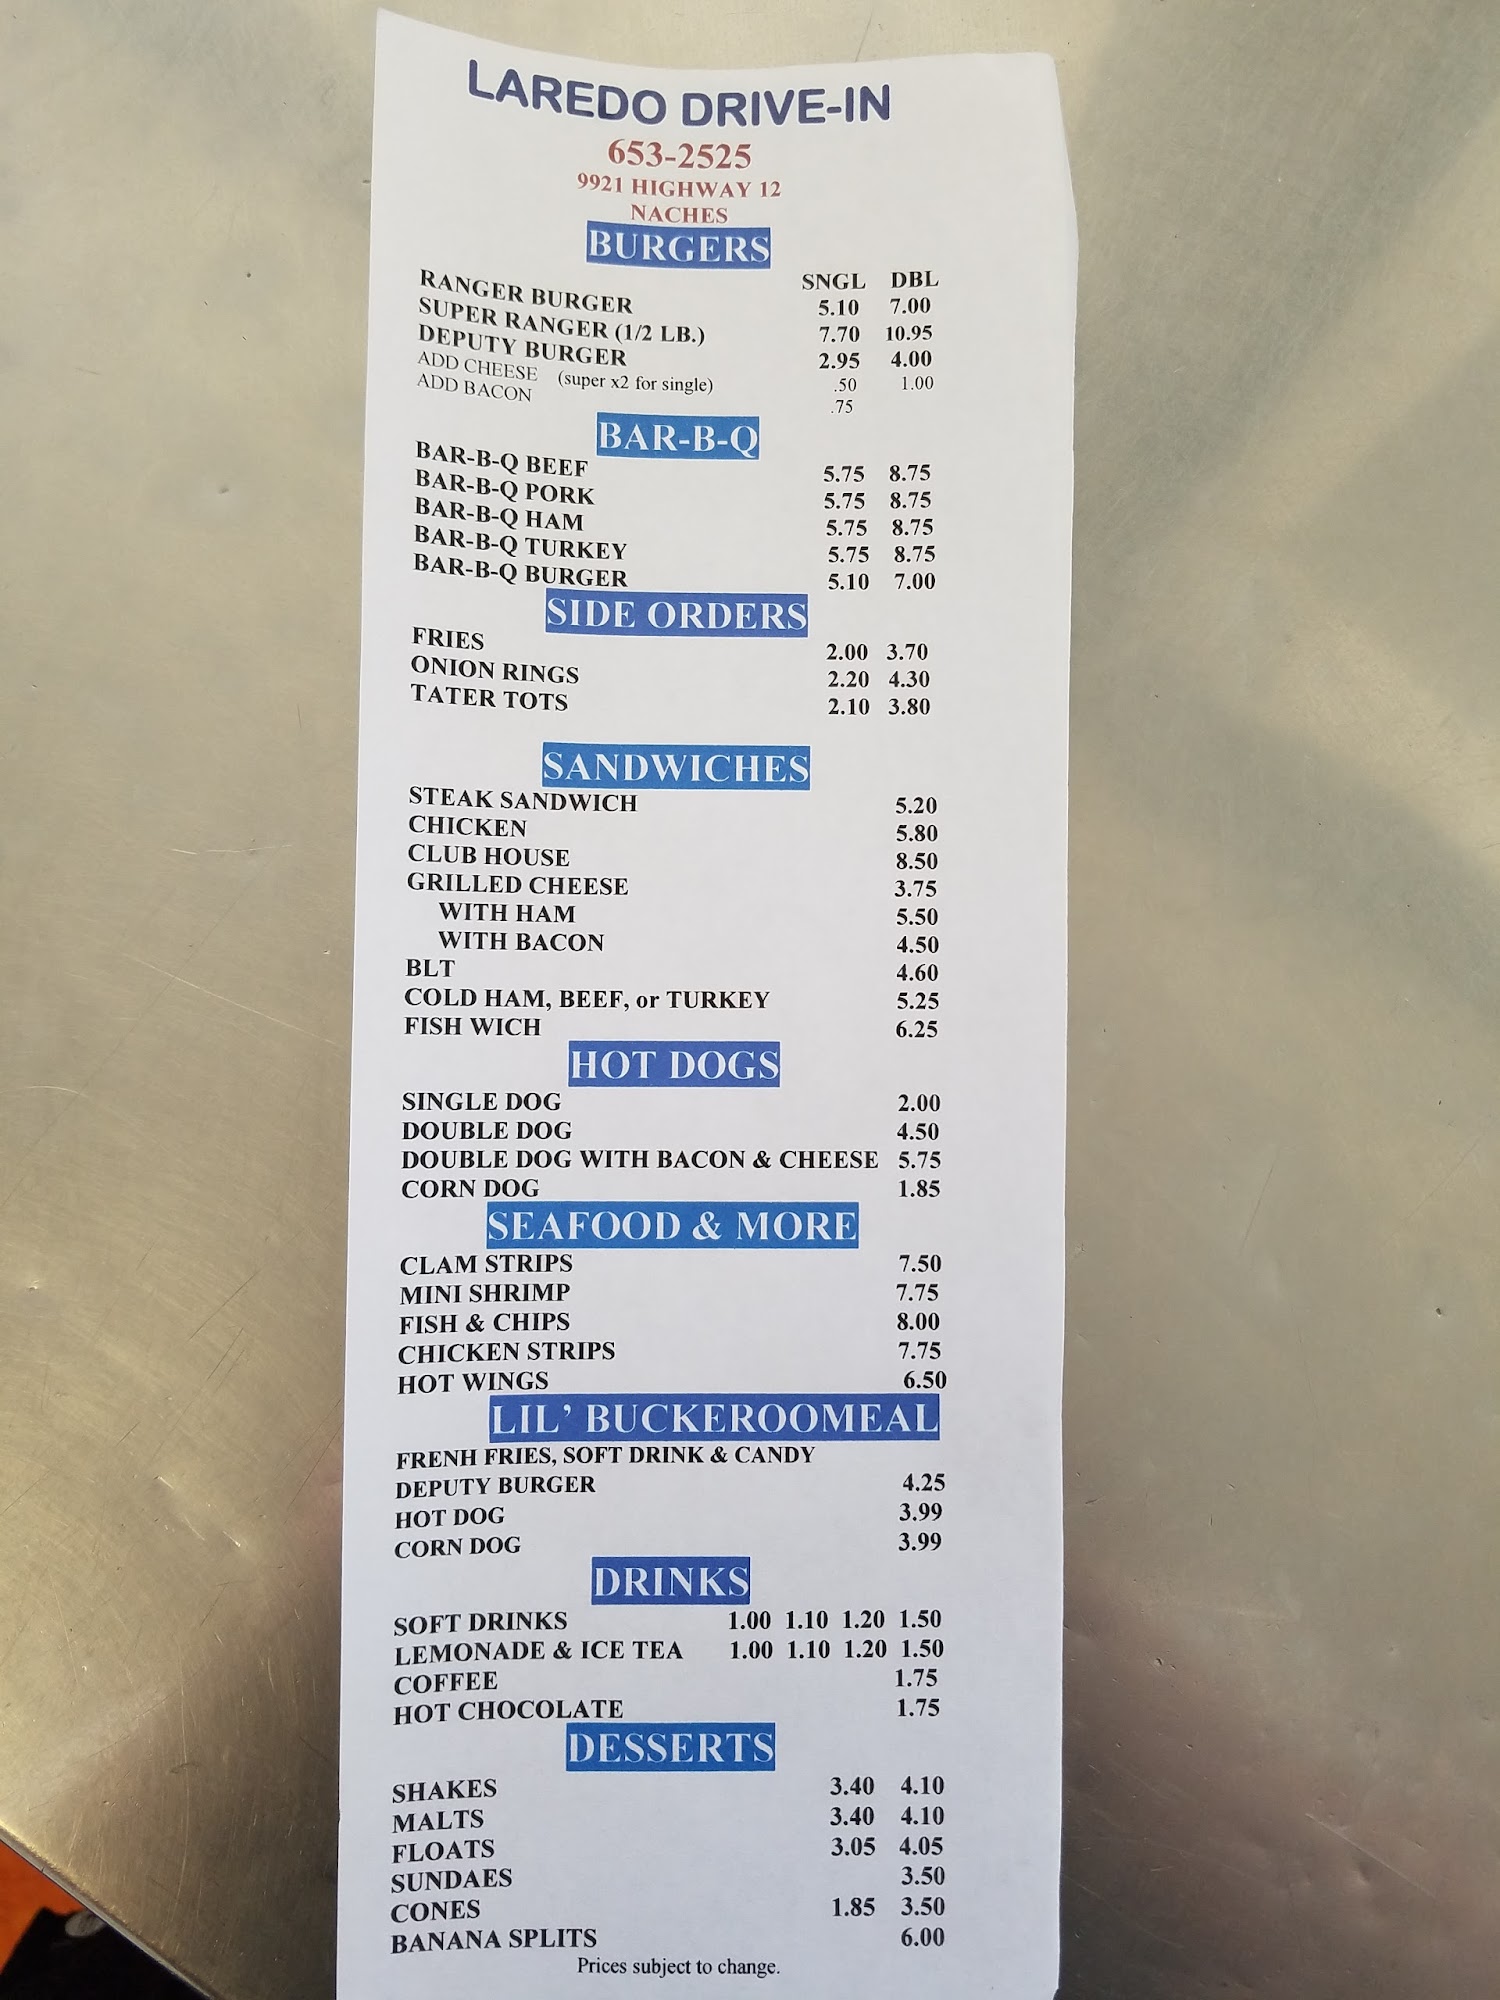 LAREDO DRIVE-IN
653-2525
9921 HIGHWAY 12
NACHES
BURGERS
SNGL DBL
RANGER BURGER 5.10 7.00
SUPER RANGER (1/2 LB.) 7.70 10.95
DEPUTY BURGER 2.95 4.00
ADD CHEESE (super x2 for single) .50 1.00
ADD BACON .75
BAR-B-Q
BAR-B-Q BEEF 5.75 8.75
BAR-B-Q PORK 5.75 8.75
BAR-B-Q HAM 5.75 8.75
BAR-B-Q TURKEY 5.75 8.75
BAR-B-Q BURGER 5.10 7.00
SIDE ORDERS
FRIES 2.00 3.70
ONION RINGS 2.20 4.30
TATER TOTS 2.10 3.80
SANDWICHES
STEAK SANDWICH 5.20
CHICKEN 5.80
CLUB HOUSE 8.50
GRILLED CHEESE 3.75
WITH HAM 5.50
WITH BACON 4.50
BLT 4.60
COLD HAM, BEEF, or TURKEY 5.25
FISH WICH 6.25
HOT DOGS
SINGLE DOG 2.00
DOUBLE DOG 4.50
DOUBLE DOG WITH BACON & CHEESE 5.75
CORN DOG 1.85
SEAFOOD & MORE
CLAM STRIPS 7.50
MINI SHRIMP 7.75
FISH & CHIPS 8.00
CHICKEN STRIPS 7.75
HOT WINGS 6.50
LIL' BUCKEROOMEAL
FRENH FRIES, SOFT DRINK & CANDY
DEPUTY BURGER 4.25
HOT DOG 3.99
CORN DOG 3.99
DRINKS
SOFT DRINKS 1.00 1.10 1.20 1.50
LEMONADE & ICE TEA 1.00 1.10 1.20 1.50
COFFEE 1.75
HOT CHOCOLATE 1.75
DESSERTS
SHAKES 3.40 4.10
MALTS 3.40 4.10
FLOATS 3.05 4.05
SUNDAES 3.50
CONES 1.85 3.50
BANANA SPLITS 6.00
Prices subject to change.